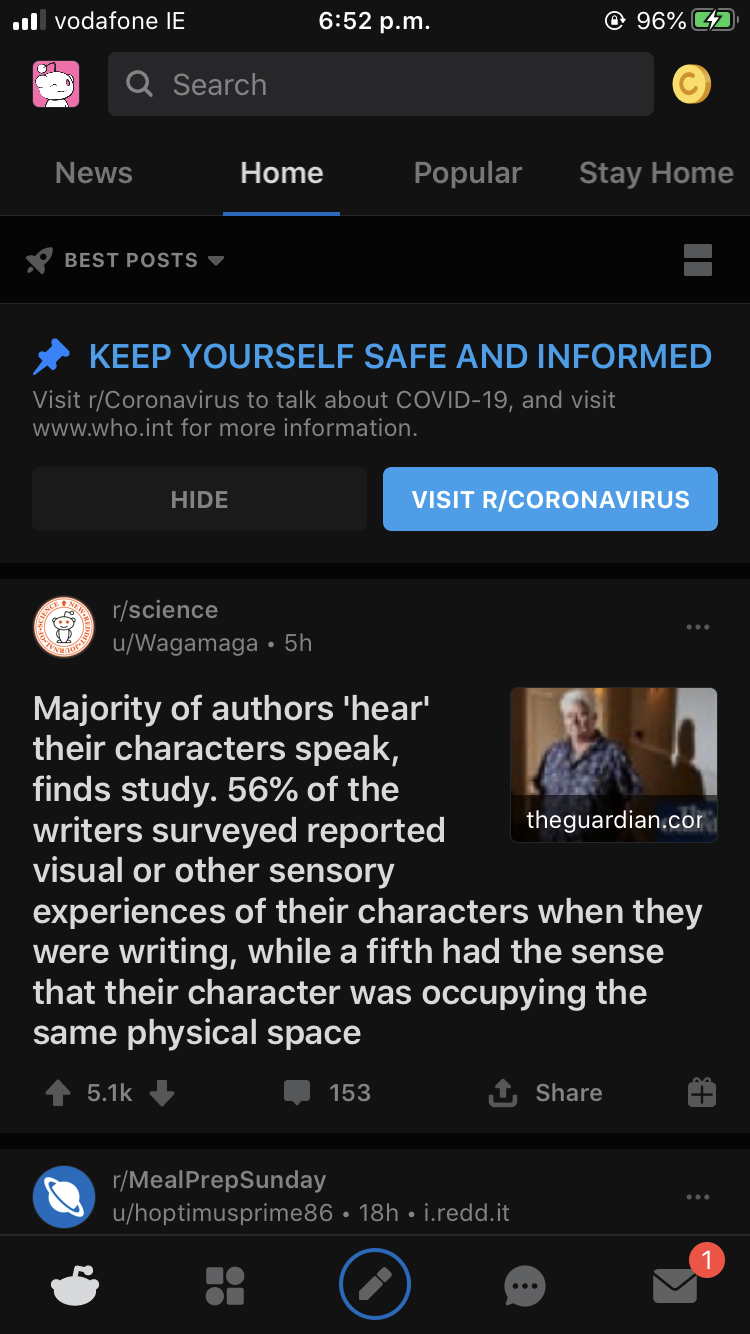 vodafone IE 6:52 p.m. 96%
Search
News Home Popular Stay Home
BEST POSTS
KEEP YOURSELF SAFE AND INFORMED
Visit r/Coronavirus to talk about COVID-19, and visit
www.who.int for more information.
HIDE VISIT R/CORONAVIRUS
r/science
u/Wagamaga • 5h
Majority of authors 'hear'
their characters speak,
finds study. 56% of the
writers surveyed reported
visual or other sensory
experiences of their characters when they
were writing, while a fifth had the sense
that their character was occupying the
same physical space
theguardian.cor
5.1k 153 Share
r/MealPrepSunday
u/hoptimusprime86 • 18h • i.redd.it
1